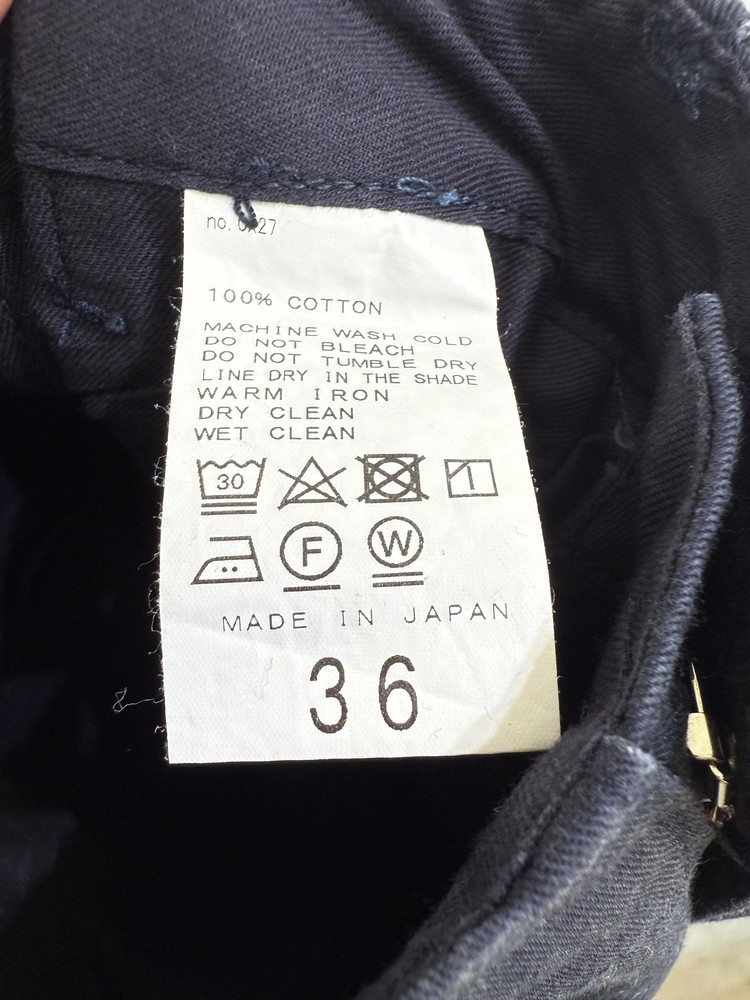 no.
100% COTTON
MACHINE WASH COLD
DO NOT BLEACH
DO NOT TUMBLE DRY
LINE DRY IN THE SHADE
WARM IRON
DRY CLEAN
WET CLEAN
30
F W
MADE IN JAPAN
36